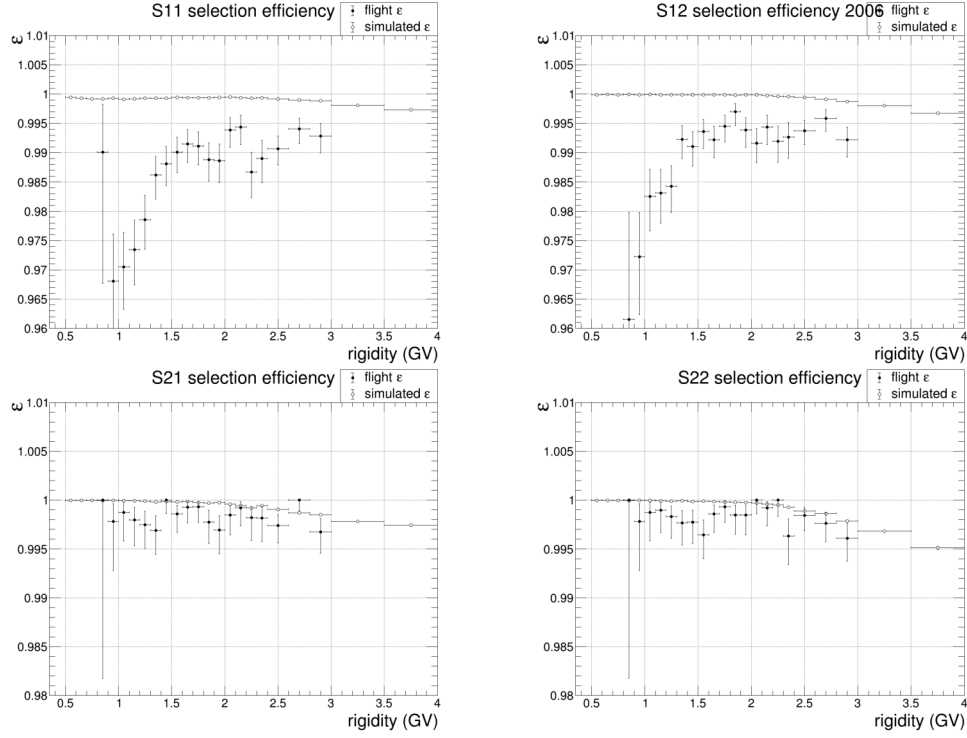 S11 selection efficiency
flight ε
simulated ε
ε
1.01
1.005
1
0.995
0.99
0.985
0.98
0.975
0.97
0.965
0.96
0.5 1 1.5 2 2.5 3 3.5 4
rigidity (GV)
S12 selection efficiency 2006
flight ε
simulated ε
ε
1.01
1.005
1
0.995
0.99
0.985
0.98
0.975
0.97
0.965
0.96
0.5 1 1.5 2 2.5 3 3.5 4
rigidity (GV)
S21 selection efficiency
flight ε
simulated ε
ε
1.01
1.005
1
0.995
0.99
0.985
0.98
0.5 1 1.5 2 2.5 3 3.5 4
rigidity (GV)
S22 selection efficiency
flight ε
simulated ε
ε
1.01
1.005
1
0.995
0.99
0.985
0.98
0.5 1 1.5 2 2.5 3 3.5 4
rigidity (GV)